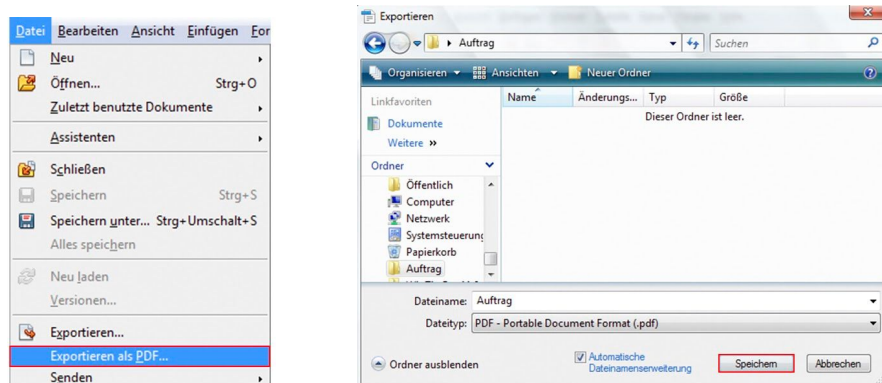 Datei Bearbeiten Ansicht Einfügen For
Neu
Öffnen... Strg+O
Zuletzt benutzte Dokumente
Assistenten
Schließen
Speichern Strg+S
Speichern unter... Strg+Umschalt+S
Alles speichern
Neu laden
Versionen...
Exportieren...
Exportieren als PDF...
Senden
Exportieren
Auftrag Suchen
Organisieren Ansichten Neuer Ordner
Linkfavoriten
Dokumente
Weitere »
Ordner
Öffentlich
Computer
Netzwerk
Systemsteuerung
Papierkorb
Auftrag
Name Änderungs... Typ Größe
Dieser Ordner ist leer.
Dateiname: Auftrag
Dateityp: PDF - Portable Document Format (.pdf)
Ordner ausblenden
Automatische
Dateinamenserweiterung
Speichern Abbrechen